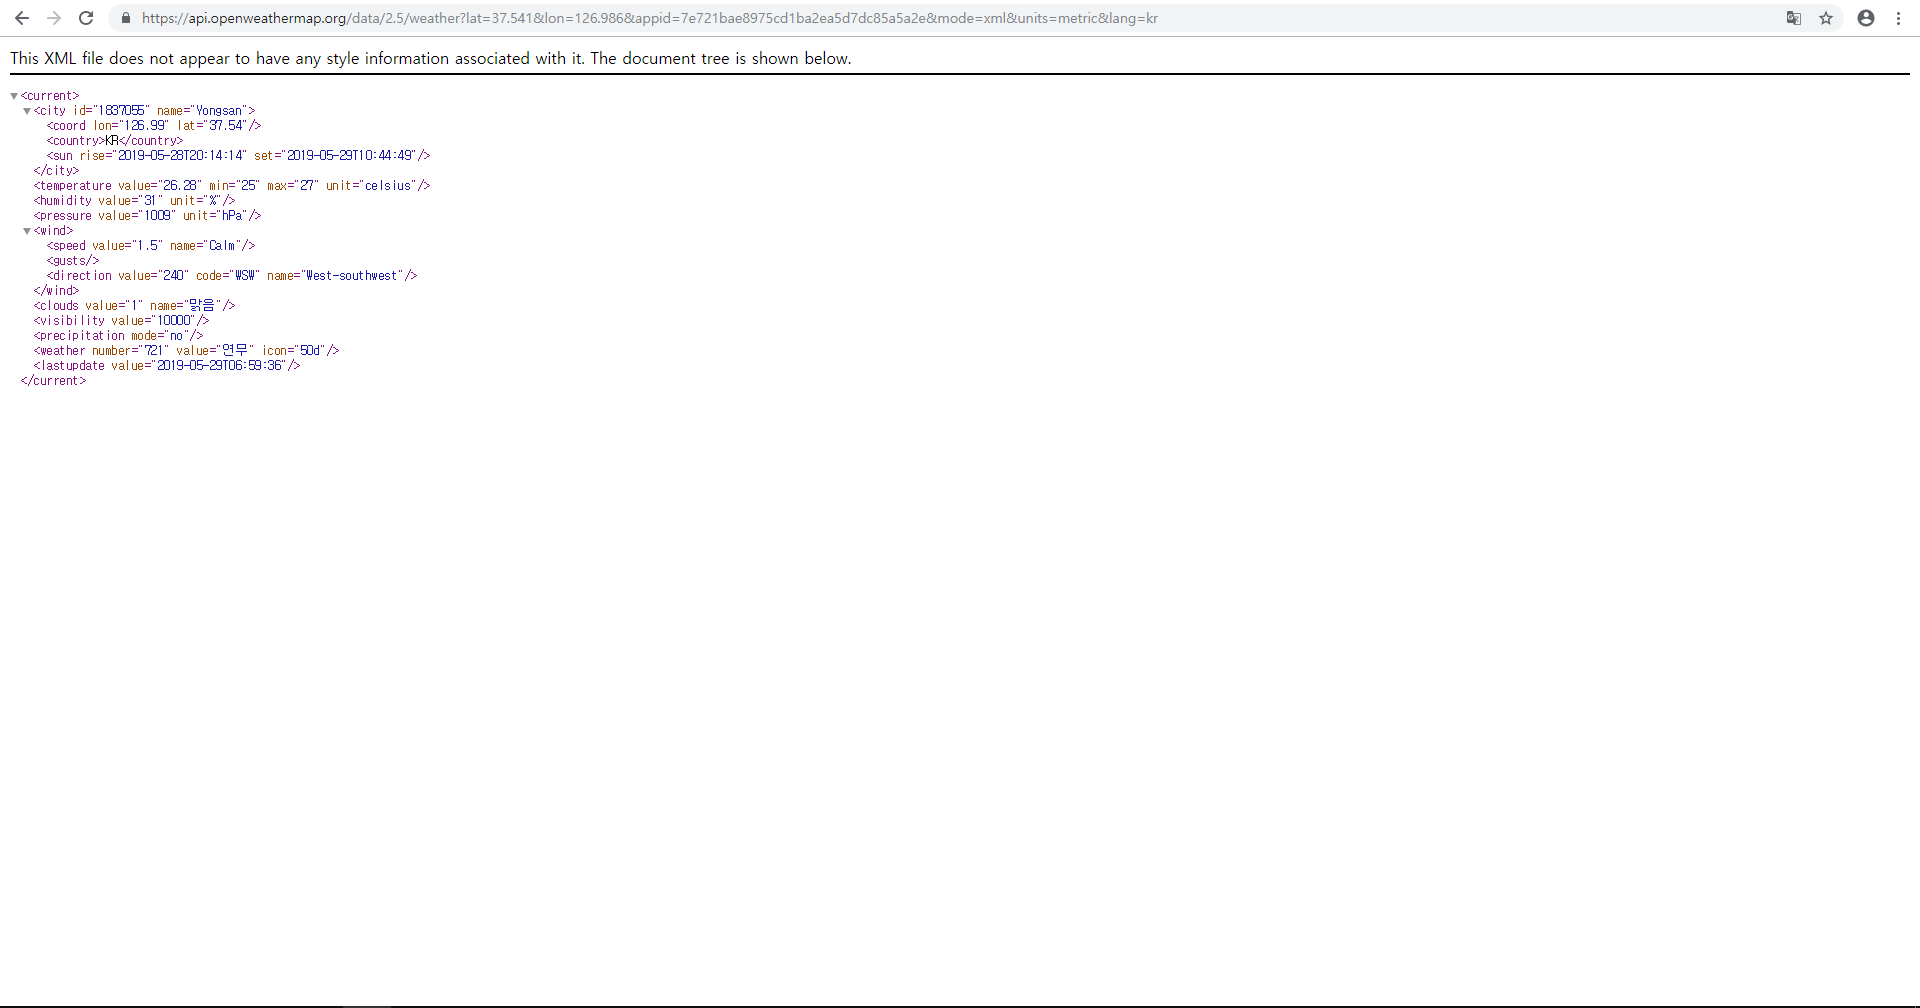 https://api.openweathermap.org/data/2.5/weather?lat=37.541&lon=126.986&appid=7e721bae8975cd1ba2ea5d7dc85a5a2e&mode=xml&units=metric&lang=kr
This XML file does not appear to have any style information associated with it. The document tree is shown below.
<current>
<city id="1837055" name="Yongsan">
<coord lon="126.99" lat="37.54"/>
<country>KR</country>
<sun rise="2019-05-28T20:14:14" set="2019-05-29T10:44:49"/>
</city>
<temperature value="26.28" min="25" max="27" unit="celsius"/>
<humidity value="31" unit="%"/>
<pressure value="1009" unit="hPa"/>
<wind>
<speed value="1.5" name="Calm"/>
<gusts/>
<direction value="240" code="WSW" name="West-southwest"/>
</wind>
<clouds value="1" name="맑음"/>
<visibility value="10000"/>
<precipitation mode="no"/>
<weather number="721" value="연무" icon="50d"/>
<lastupdate value="2019-05-29T06:59:36"/>
</current>